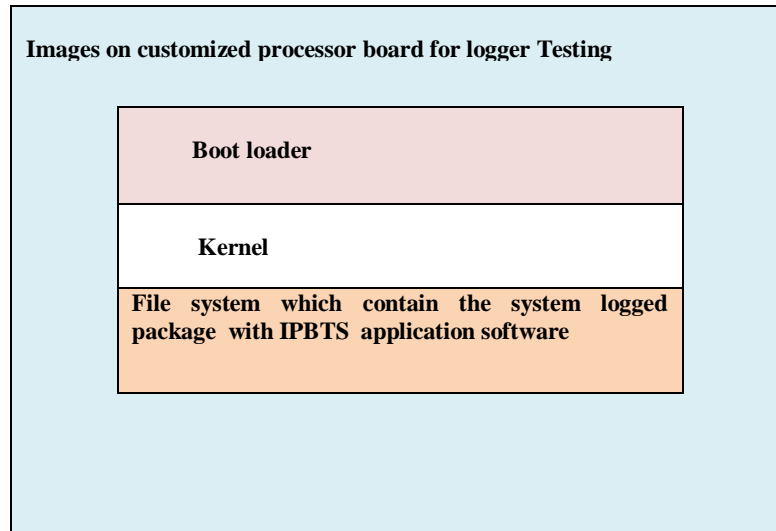 Images on customized processor board for logger Testing
Boot loader
Kernel
File system which contain the system logged
package with IPBTS application software